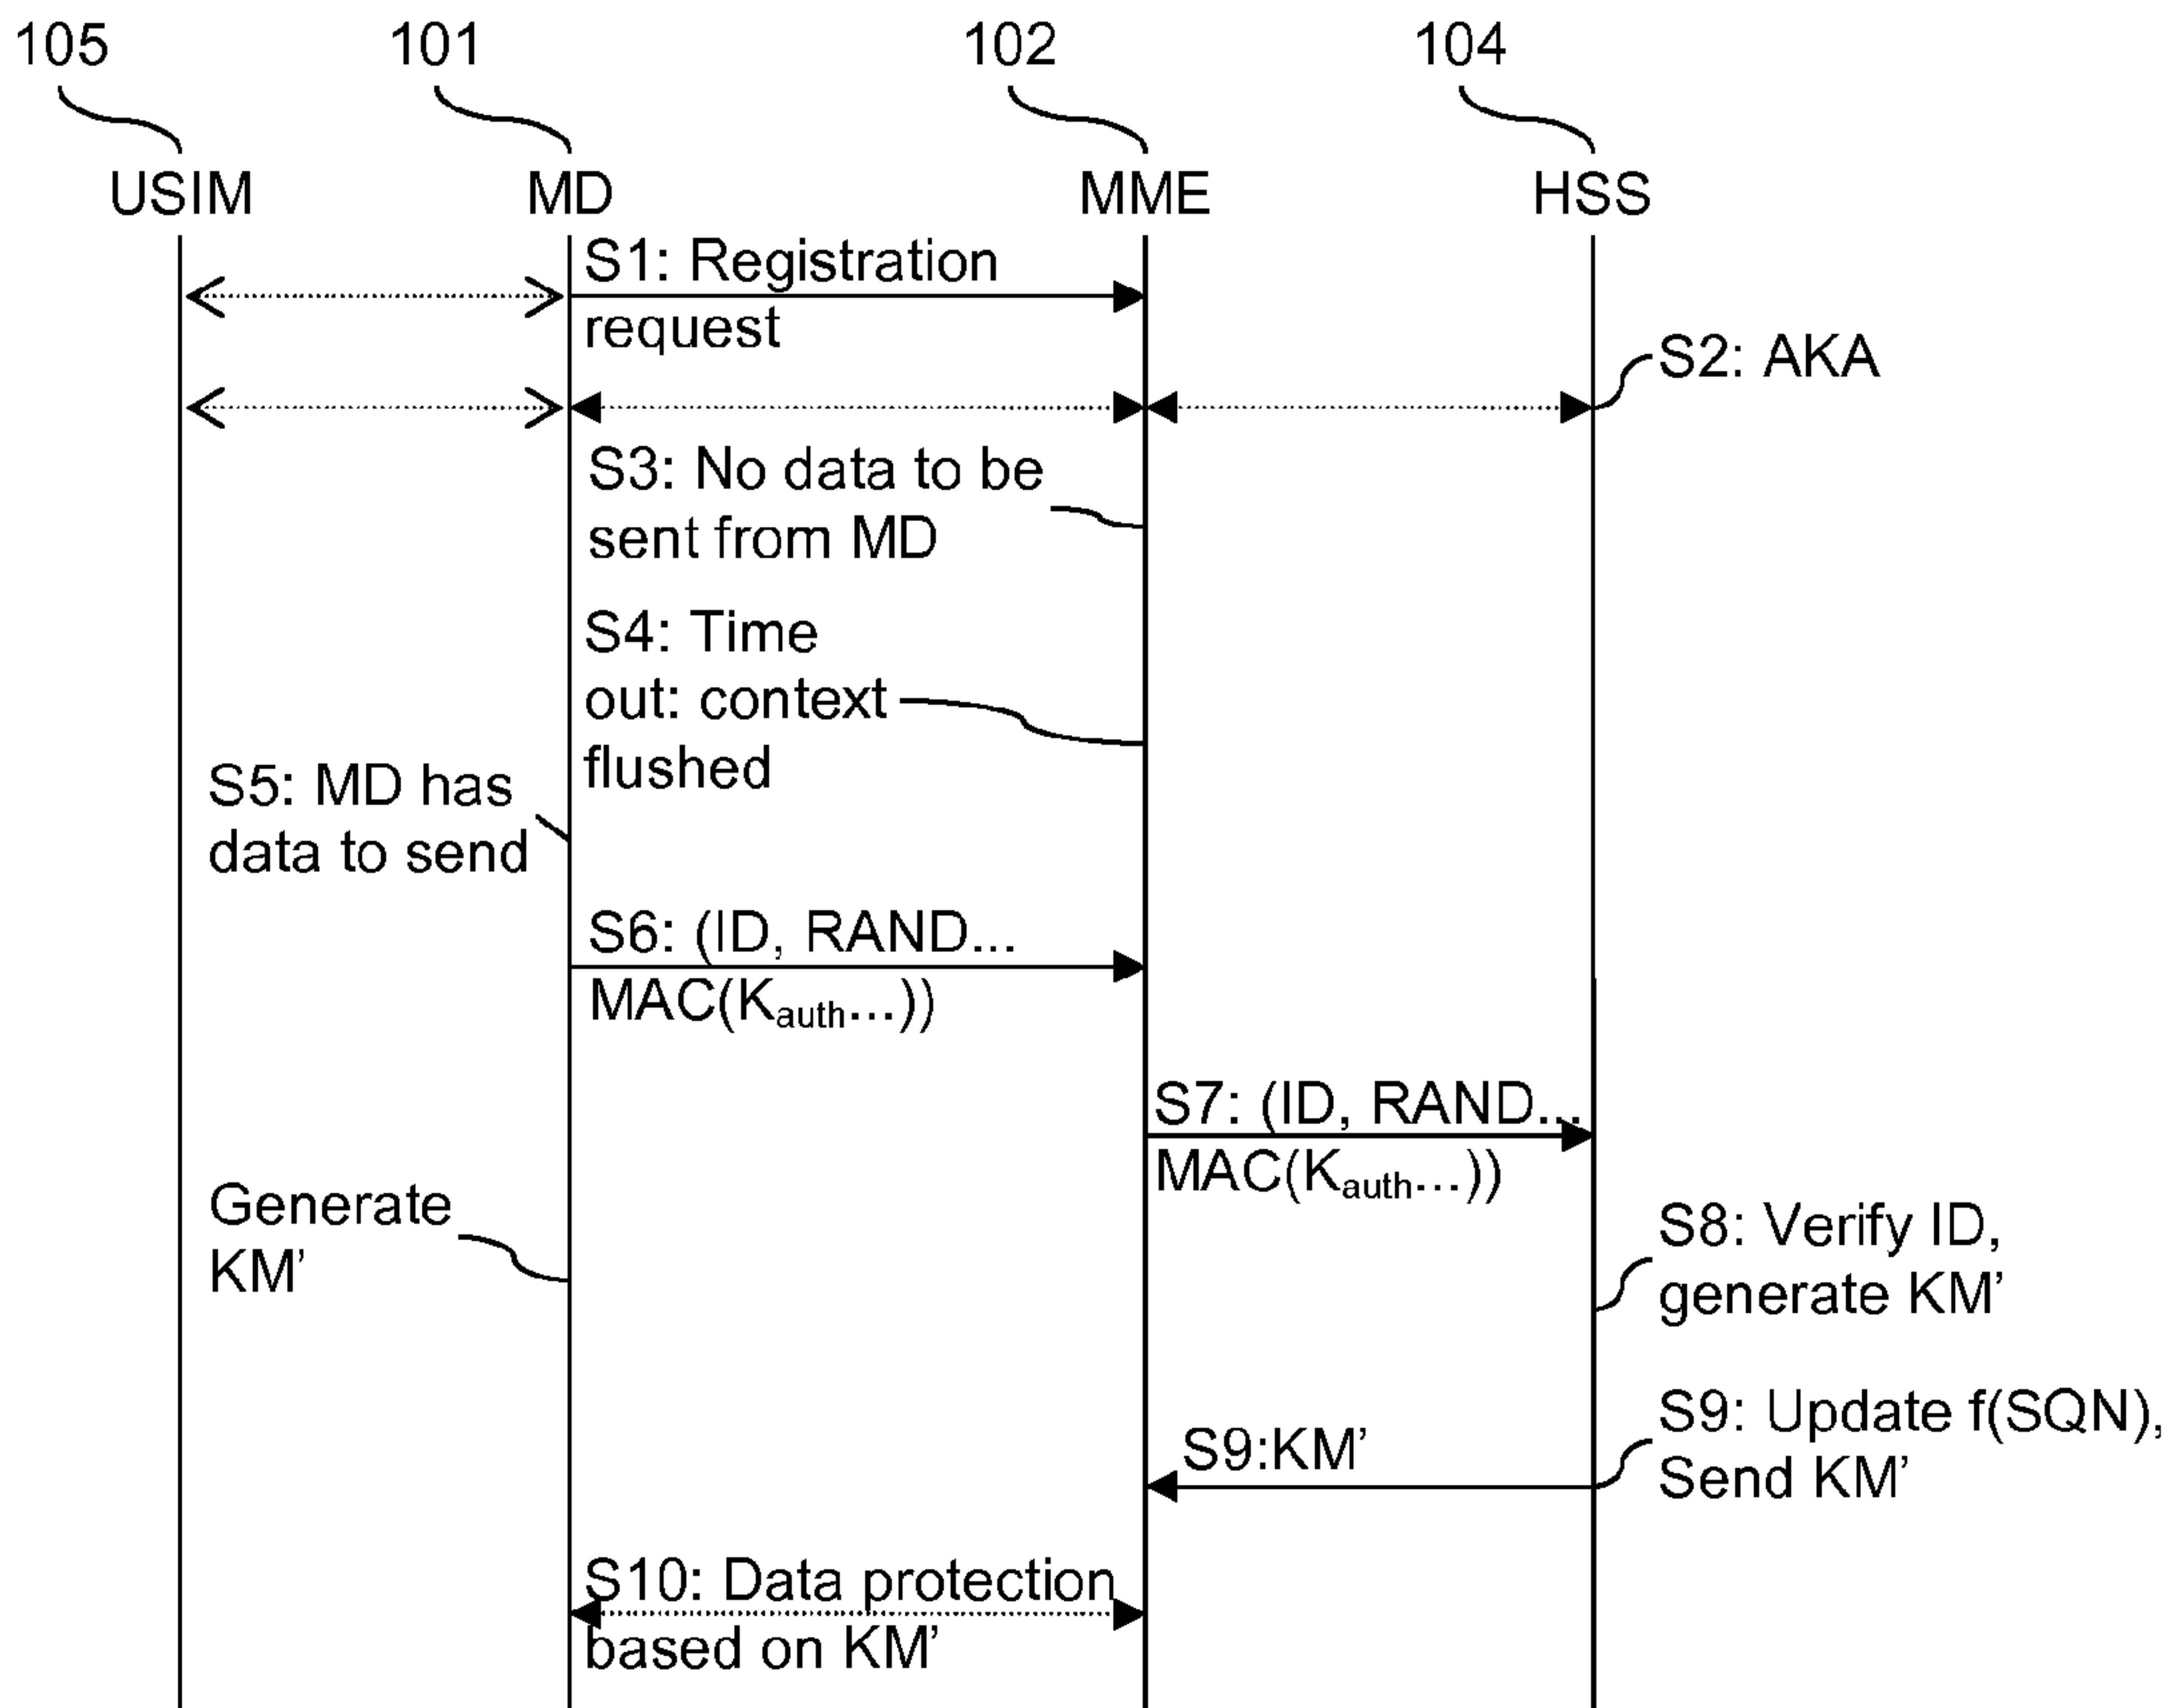 105
101
102
104
USIM
MD
MME
HSS
S1: Registration
request
S2: AKA
S3: No data to be
sent from MD
S4: Time
out: context
flushed
S5: MD has
data to send
S6: (ID, RAND...
MAC(Kauth...))
S7: (ID, RAND...
MAC(Kauth...))
Generate
KM’
S8: Verify ID,
generate KM’
S9: Update f(SQN),
Send KM’
S9:KM’
S10: Data protection
based on KM’